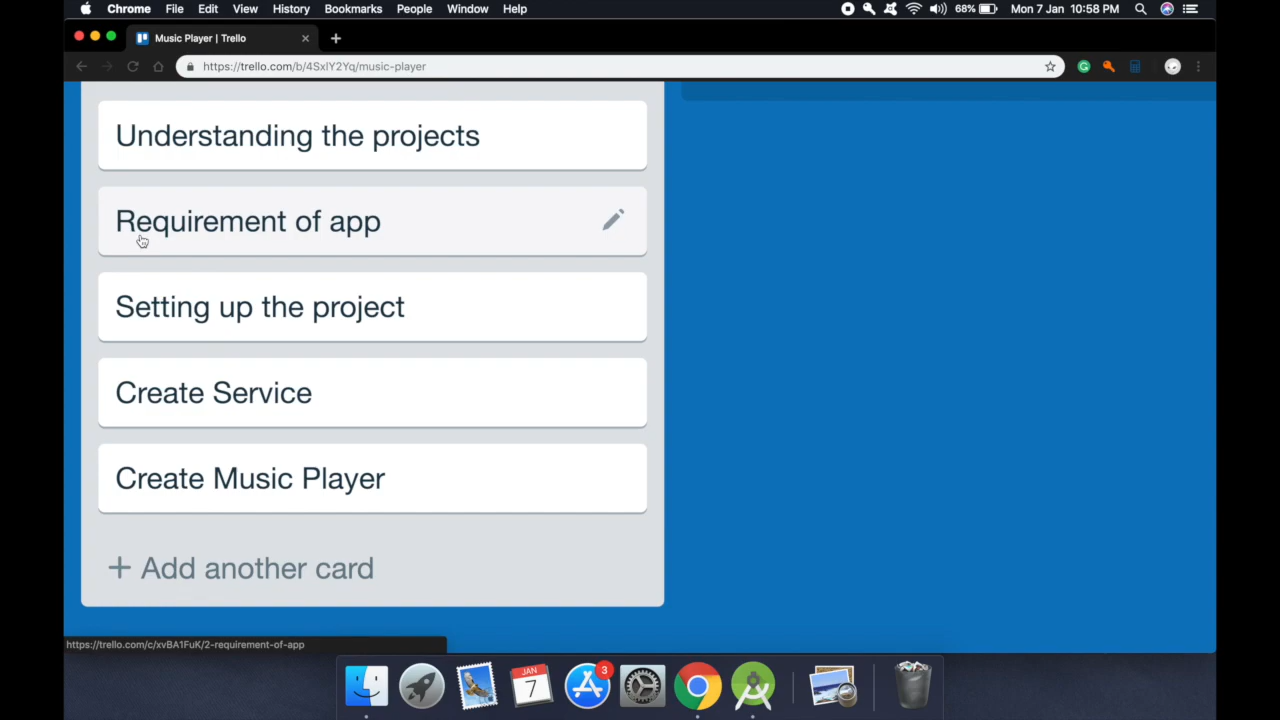 Chrome File Edit View History Bookmarks People Window Help 68% Mon 7 Jan 10:58 PM
Music Player | Trello
https://trello.com/b/4SxlY2Yq/music-player
Understanding the projects
Requirement of app
Setting up the project
Create Service
Create Music Player
+ Add another card
https://trello.com/c/xvBA1FuK/2-requirement-of-app
JAN
7
3